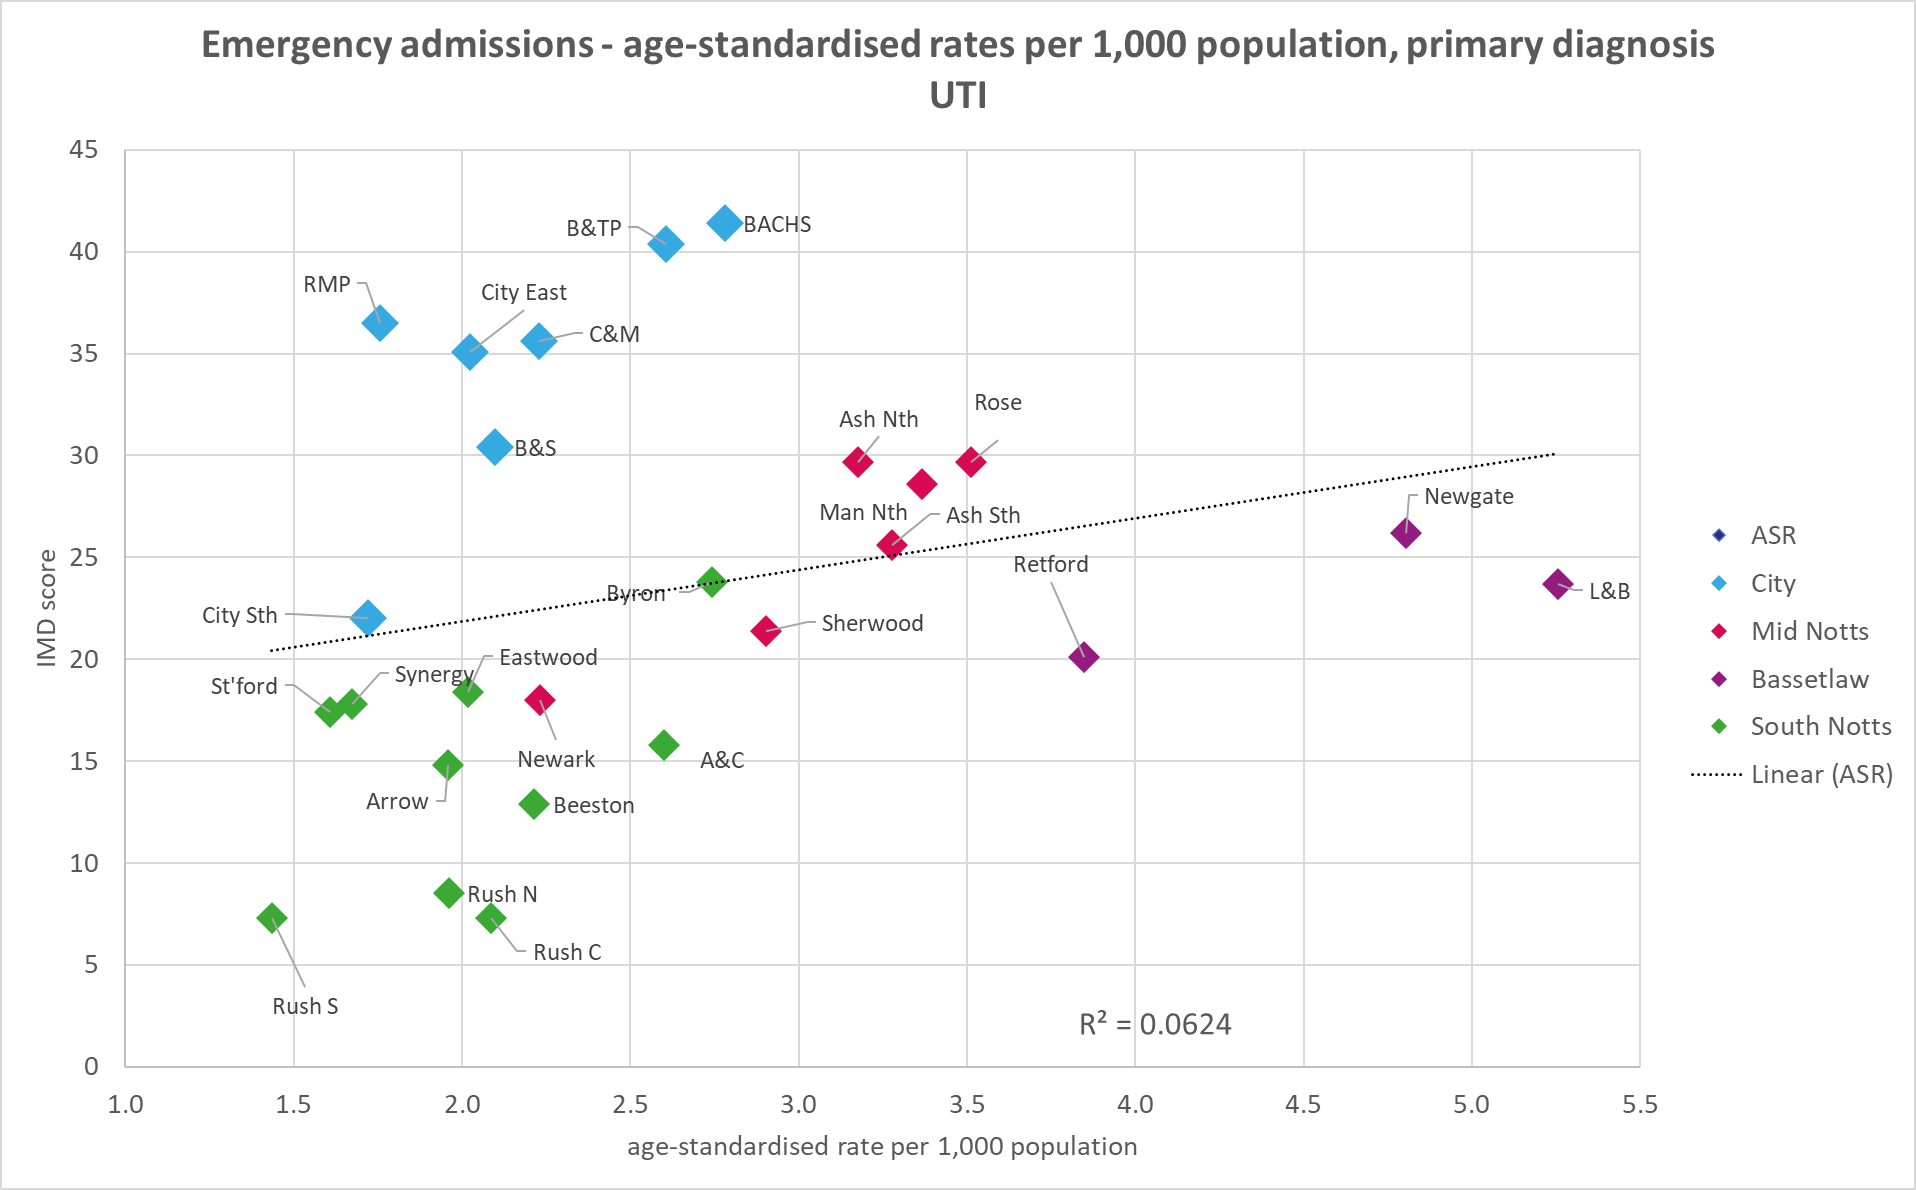 Emergency admissions - age-standardised rates per 1,000 population, primary diagnosis
UTI
45
40
35
30
25
20
15
10
5
0
IMD score
B&TP
BACHS
RMP
City East
C&M
B&S
Ash Nth
Rose
Man Nth
Ash Sth
Newgate
Retford
L&B
Byron
City Sth
Sherwood
St'ford
Synergy
Eastwood
Newark
A&C
Arrow
Beeston
Rush N
Rush C
Rush S
R² = 0.0624
1.0 1.5 2.0 2.5 3.0 3.5 4.0 4.5 5.0 5.5
age-standardised rate per 1,000 population
ASR
City
Mid Notts
Bassetlaw
South Notts
Linear (ASR)